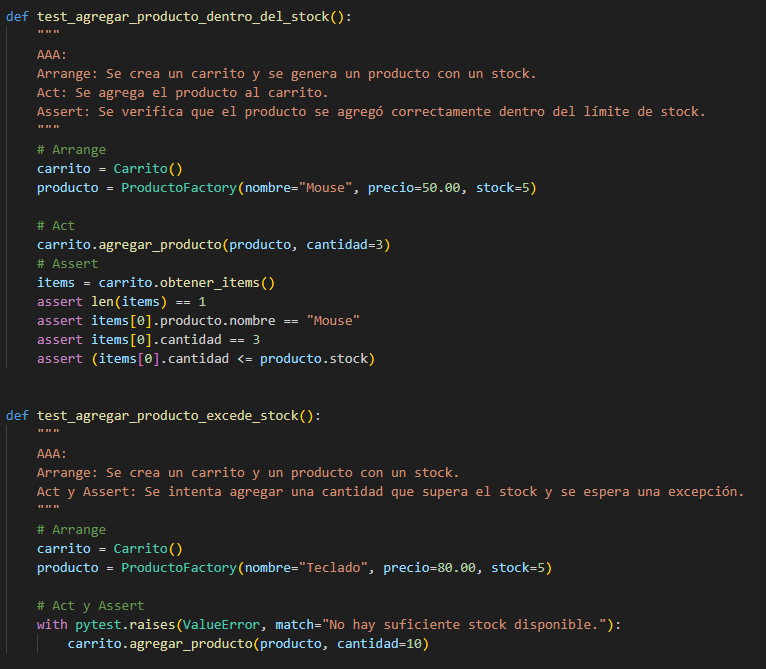 def test_agregar_producto_dentro_del_stock():
    """
    AAA:
    Arrange: Se crea un carrito y se genera un producto con un stock.
    Act: Se agrega el producto al carrito.
    Assert: Se verifica que el producto se agregó correctamente dentro del límite de stock.
    """
    # Arrange
    carrito = Carrito()
    producto = ProductoFactory(nombre="Mouse", precio=50.00, stock=5)

    # Act
    carrito.agregar_producto(producto, cantidad=3)
    # Assert
    items = carrito.obtener_items()
    assert len(items) == 1
    assert items[0].producto.nombre == "Mouse"
    assert items[0].cantidad == 3
    assert (items[0].cantidad <= producto.stock)


def test_agregar_producto_excede_stock():
    """
    AAA:
    Arrange: Se crea un carrito y un producto con un stock.
    Act y Assert: Se intenta agregar una cantidad que supera el stock y se espera una excepción.
    """
    # Arrange
    carrito = Carrito()
    producto = ProductoFactory(nombre="Teclado", precio=80.00, stock=5)

    # Act y Assert
    with pytest.raises(ValueError, match="No hay suficiente stock disponible."):
        carrito.agregar_producto(producto, cantidad=10)